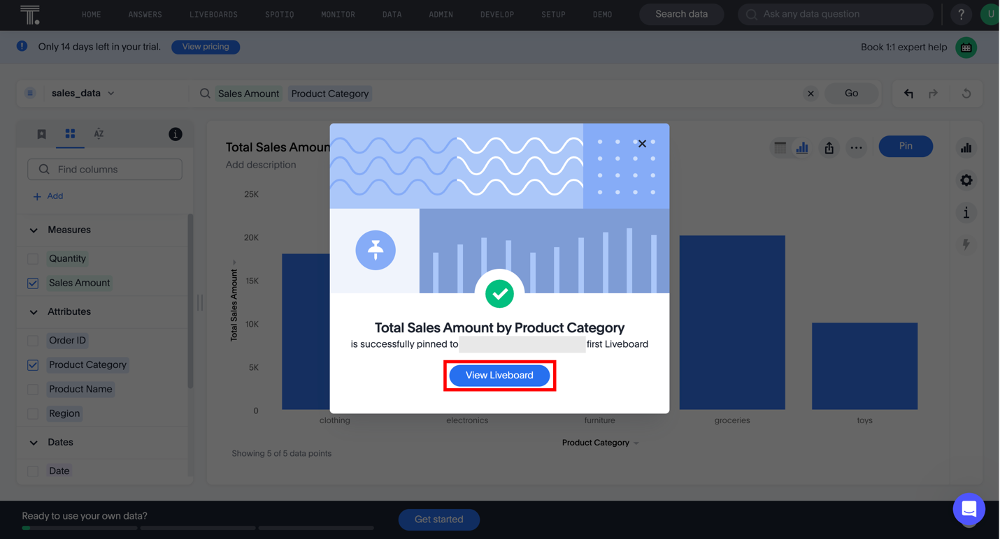 HOME ANSWERS LIVEBOARDS SPOTIQ MONITOR DATA ADMIN DEVELOP SETUP DEMO Search data Ask any data question ? U
! Only 14 days left in your trial. View pricing Book 1:1 expert help
sales_data Sales Amount Product Category Go
AZ i
Find columns
+ Add
Measures
Quantity
Sales Amount
Attributes
Order ID
Product Category
Product Name
Region
Dates
Date
Total Sales Amoun
Add description
Pin
i
25K
20K
15K
10K
5K
0
Total Sales Amount
clothing electronics furniture groceries toys
Product Category
Showing 5 of 5 data points
Total Sales Amount by Product Category
is successfully pinned to first Liveboard
View Liveboard
Ready to use your own data?
Get started